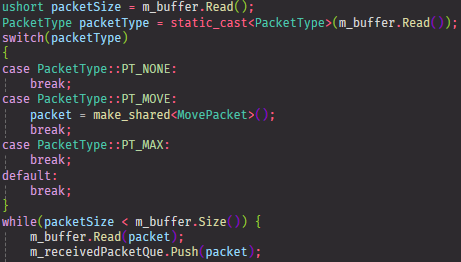 ushort packetSize = m_buffer.Read();
PacketType packetType = static_cast<PacketType>(m_buffer.Read());
switch(packetType)
{
case PacketType::PT_NONE:
    break;
case PacketType::PT_MOVE:
    packet = make_shared<MovePacket>();
    break;
case PacketType::PT_MAX:
    break;
default:
    break;
}
while(packetSize < m_buffer.Size()) {
    m_buffer.Read(packet);
    m_receivedPacketQue.Push(packet);